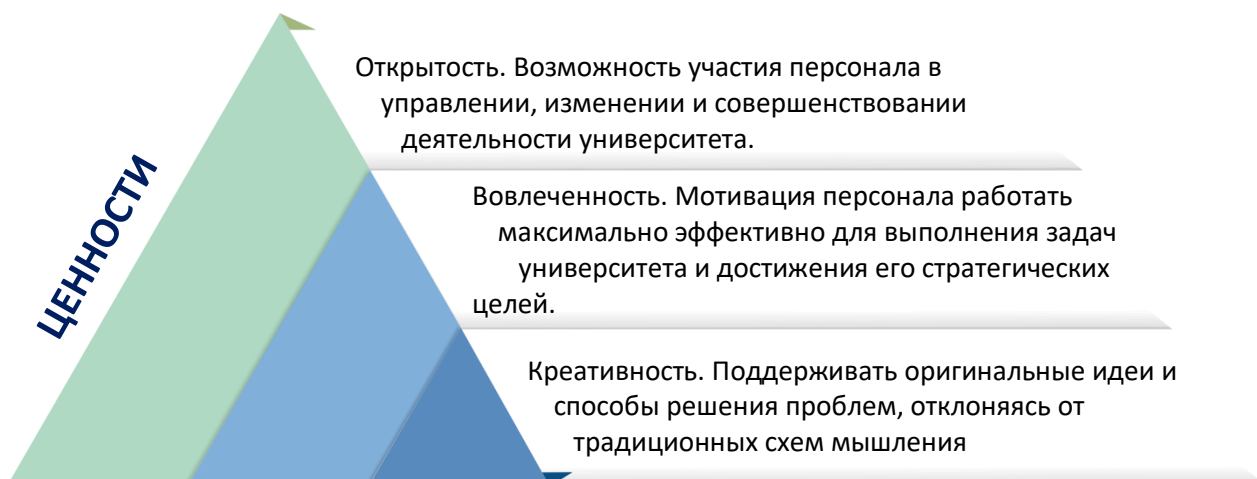 ЦЕННОСТИ
Открытость. Возможность участия персонала в
управлении, изменении и совершенствовании
деятельности университета.
Вовлеченность. Мотивация персонала работать
максимально эффективно для выполнения задач
университета и достижения его стратегических
целей.
Креативность. Поддерживать оригинальные идеи и
способы решения проблем, отклоняясь от
традиционных схем мышления